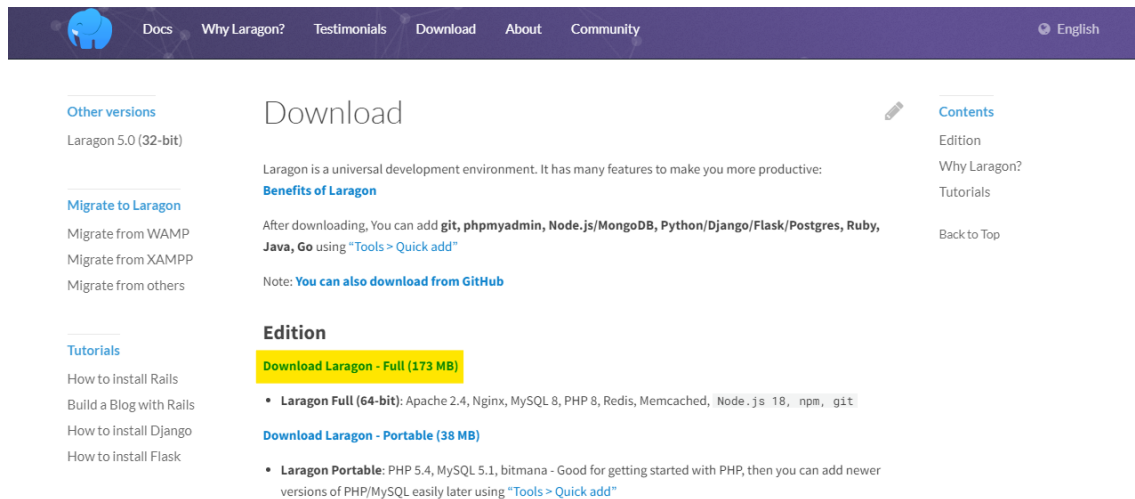 Docs Why Laragon? Testimonials Download About Community English
Other versions
Laragon 5.0 (32-bit)
Migrate to Laragon
Migrate from WAMP
Migrate from XAMPP
Migrate from others
Tutorials
How to install Rails
Build a Blog with Rails
How to install Django
How to install Flask
Download
Laragon is a universal development environment. It has many features to make you more productive:
Benefits of Laragon
After downloading, You can add git, phpmyadmin, Node.js/MongoDB, Python/Django/Flask/Postgres, Ruby,
Java, Go using “Tools > Quick add”
Note: You can also download from GitHub
Edition
Download Laragon - Full (173 MB)
• Laragon Full (64-bit): Apache 2.4, Nginx, MySQL 8, PHP 8, Redis, Memcached, Node.js 18, npm, git
Download Laragon - Portable (38 MB)
• Laragon Portable: PHP 5.4, MySQL 5.1, bitmana - Good for getting started with PHP, then you can add newer
versions of PHP/MySQL easily later using “Tools > Quick add”
Contents
Edition
Why Laragon?
Tutorials
Back to Top